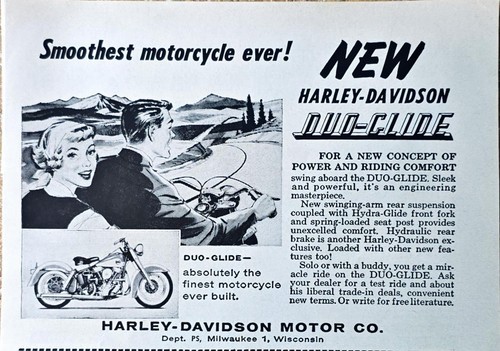 Smoothest motorcycle ever!
NEW
HARLEY-DAVIDSON
DUO-GLIDE
FOR A NEW CONCEPT OF
POWER AND RIDING COMFORT
swing aboard the DUO-GLIDE. Sleek
and powerful, it's an engineering
masterpiece.
New swinging-arm rear suspension
coupled with Hydra-Glide front fork
and spring-loaded seat post provides
unexcelled comfort. Hydraulic rear
brake is another Harley-Davidson ex-
clusive. Loaded with other new fea-
tures too!
Solo or with a buddy, you get a mir-
acle ride on the DUO-GLIDE. Ask
your dealer for a test ride and about
his liberal trade-in deals, convenient
new terms. Or write for free literature.
DUO-GLIDE—
absolutely the
finest motorcycle
ever built.
HARLEY-DAVIDSON MOTOR CO.
Dept. PS, Milwaukee 1, Wisconsin